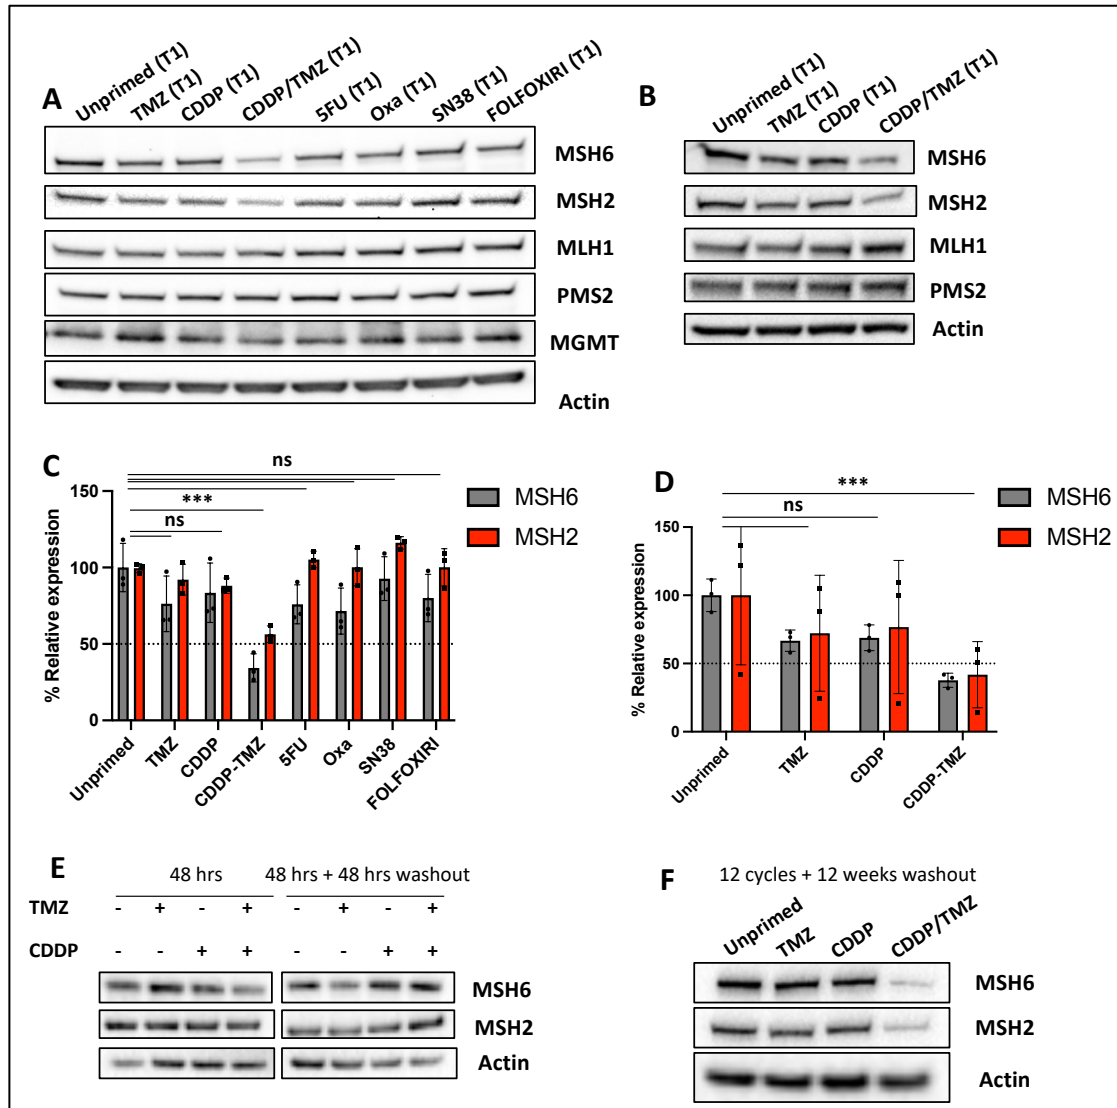 A
Unprimed (T1)
TMZ (T1)
CDDP (T1)
CDDP/TMZ (T1)
5FU (T1)
Oxa (T1)
SN38 (T1)
FOLFOXIRI (T1)
MSH6
MSH2
MLH1
PMS2
MGMT
Actin
B
Unprimed (T1)
TMZ (T1)
CDDP (T1)
CDDP/TMZ (T1)
MSH6
MSH2
MLH1
PMS2
Actin
C
ns
***
ns
MSH6
MSH2
% Relative expression
150
100
50
0
Unprimed
TMZ
CDDP
CDDP-TMZ
5FU
Oxa
SN38
FOLFOXIRI
D
***
ns
MSH6
MSH2
% Relative expression
150
100
50
0
Unprimed
TMZ
CDDP
CDDP-TMZ
E
48 hrs
48 hrs + 48 hrs washout
TMZ - + - + - + - +
CDDP - - + + - - + +
MSH6
MSH2
Actin
F
12 cycles + 12 weeks washout
Unprimed
TMZ
CDDP
CDDP/TMZ
MSH6
MSH2
Actin